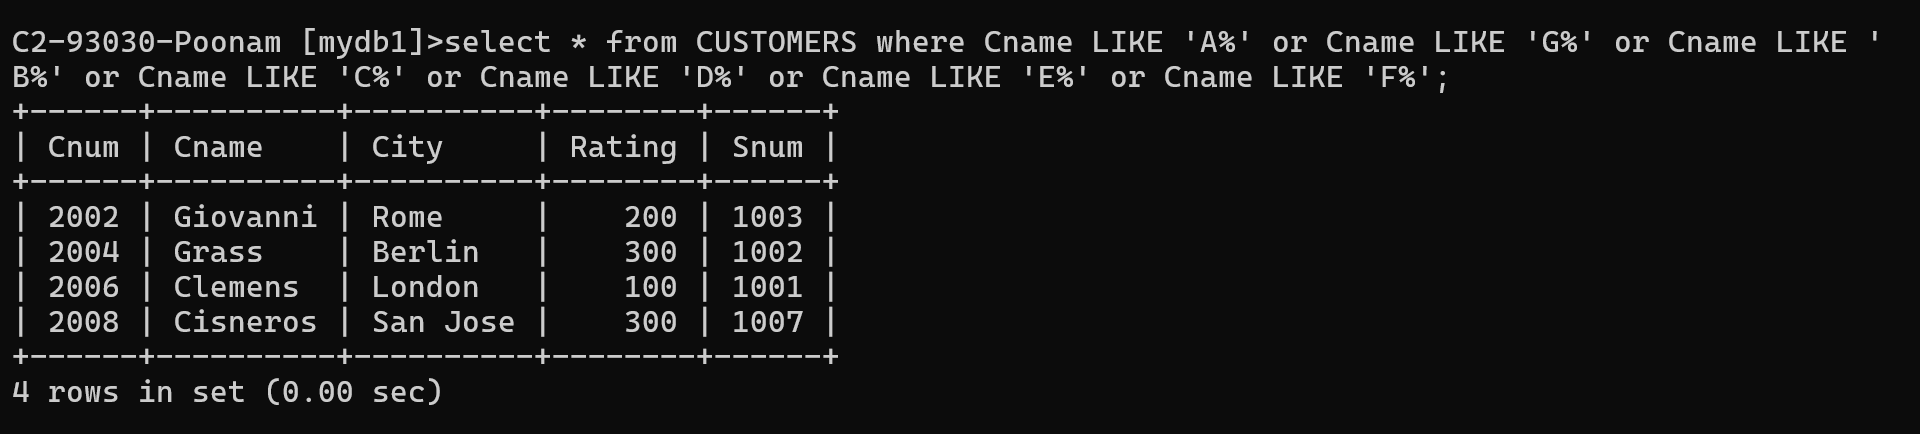 C2-93030-Poonam [mydb1]>select * from CUSTOMERS where Cname LIKE 'A%' or Cname LIKE 'G%' or Cname LIKE '
B%' or Cname LIKE 'C%' or Cname LIKE 'D%' or Cname LIKE 'E%' or Cname LIKE 'F%';
+------+----------+----------+--------+------+
| Cnum | Cname    | City     | Rating | Snum |
+------+----------+----------+--------+------+
| 2002 | Giovanni | Rome     |    200 | 1003 |
| 2004 | Grass    | Berlin   |    300 | 1002 |
| 2006 | Clemens  | London   |    100 | 1001 |
| 2008 | Cisneros | San Jose |    300 | 1007 |
+------+----------+----------+--------+------+
4 rows in set (0.00 sec)